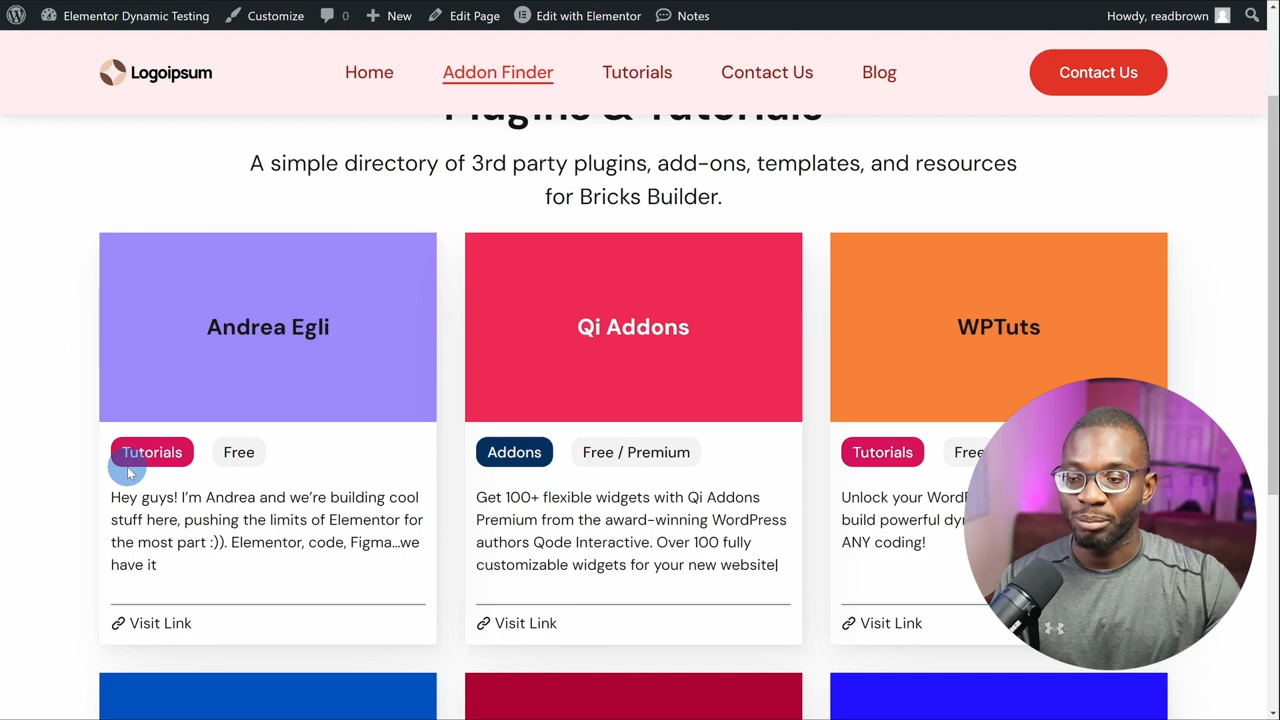 Elemento Dynamic Testing Customize 0 New Edit Page Edit with Elementor Notes Howdy, readbrown
Logoipsum Home Addon Finder Tutorials Contact Us Blog Contact Us
Plugins & Tutorials
A simple directory of 3rd party plugins, add-ons, templates, and resources
for Bricks Builder.
Andrea Egli
Tutorials Free
Hey guys! I'm Andrea and we're building cool
stuff here, pushing the limits of Elementor for
the most part :)). Elementor, code, Figma...we
have it
Visit Link
Qi Addons
Addons Free / Premium
Get 100+ flexible widgets with Qi Addons
Premium from the award-winning WordPress
authors Qode Interactive. Over 100 fully
customizable widgets for your new website|
Visit Link
WPTuts
Tutorials Free
Unlock your
build powerful
ANY coding!
Visit Link